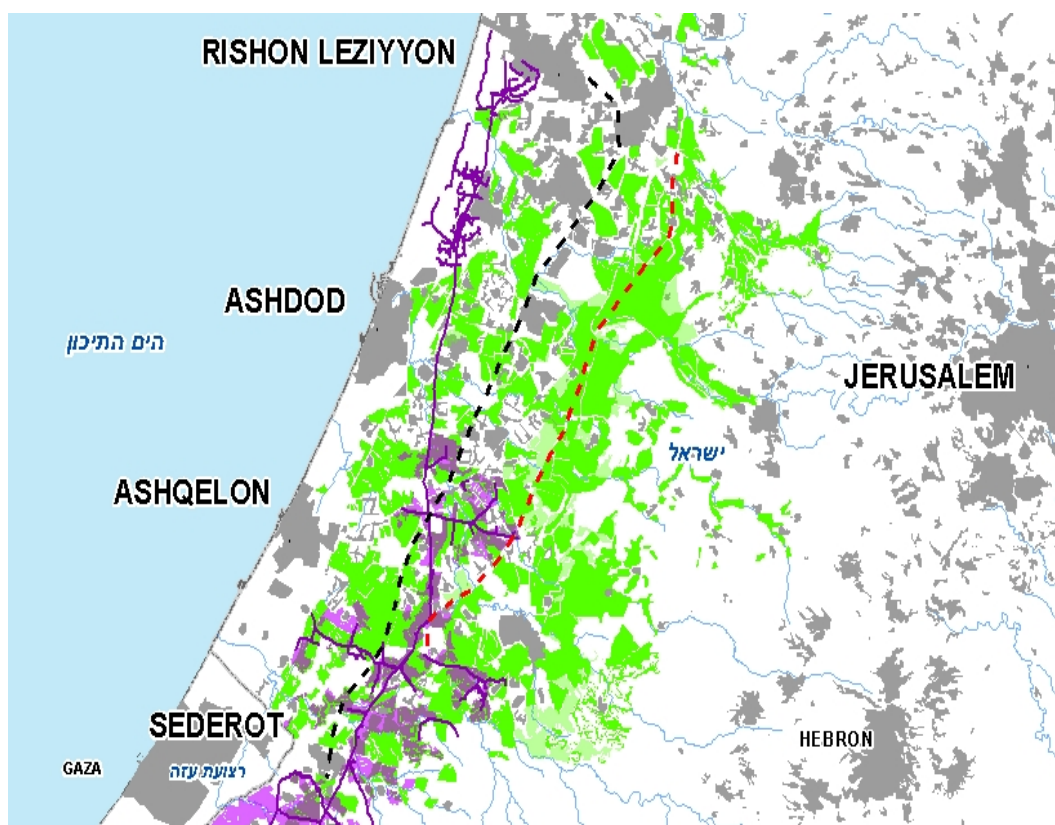 RISHON LEZIYYON
ASHDOD
הים התיכון
JERUSALEM
ישראל
ASHQELON
SEDEROT
HEBRON
GAZA
רצועת עזה